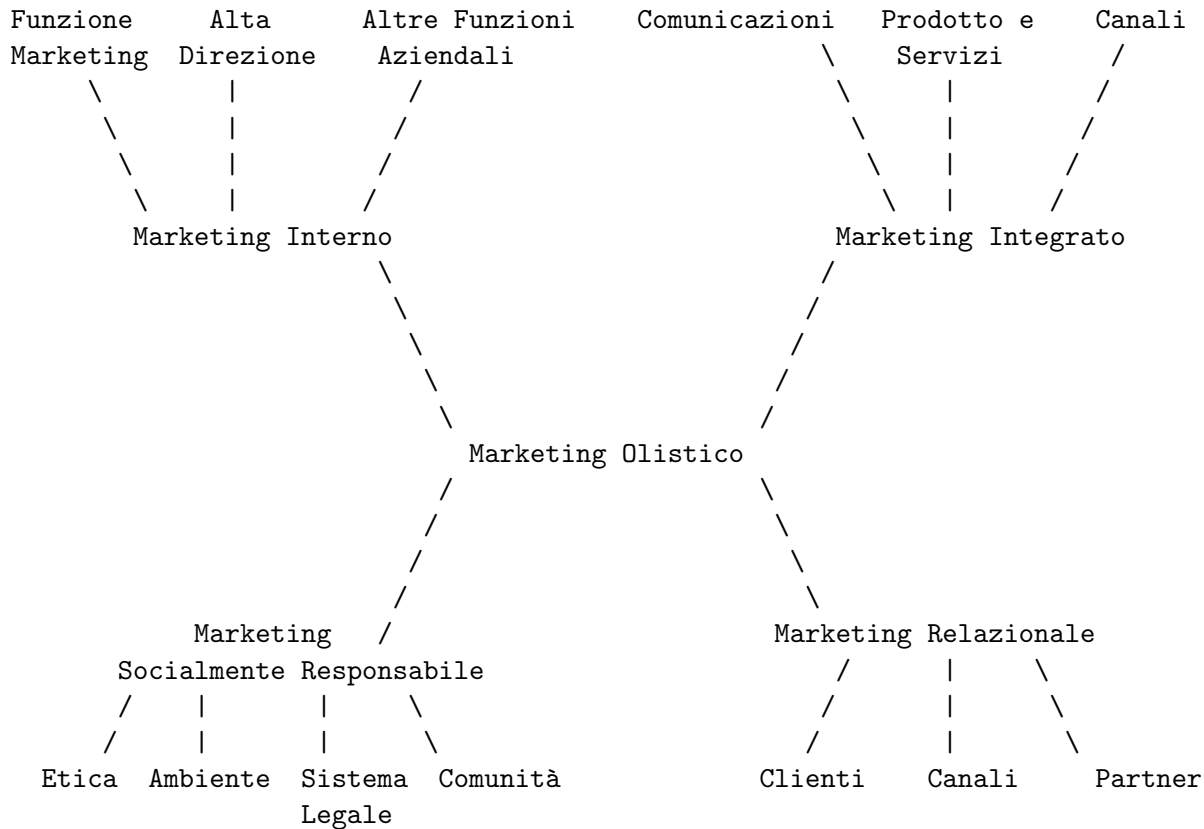 Funzione Alta Altre Funzioni Comunicazioni Prodotto e Canali
Marketing Direzione Aziendali Servizi
Marketing Interno Marketing Integrato
Marketing Olistico
Marketing Marketing Relazionale
Socialmente Responsabile
Etica Ambiente Sistema Comunità Clienti Canali Partner
Legale